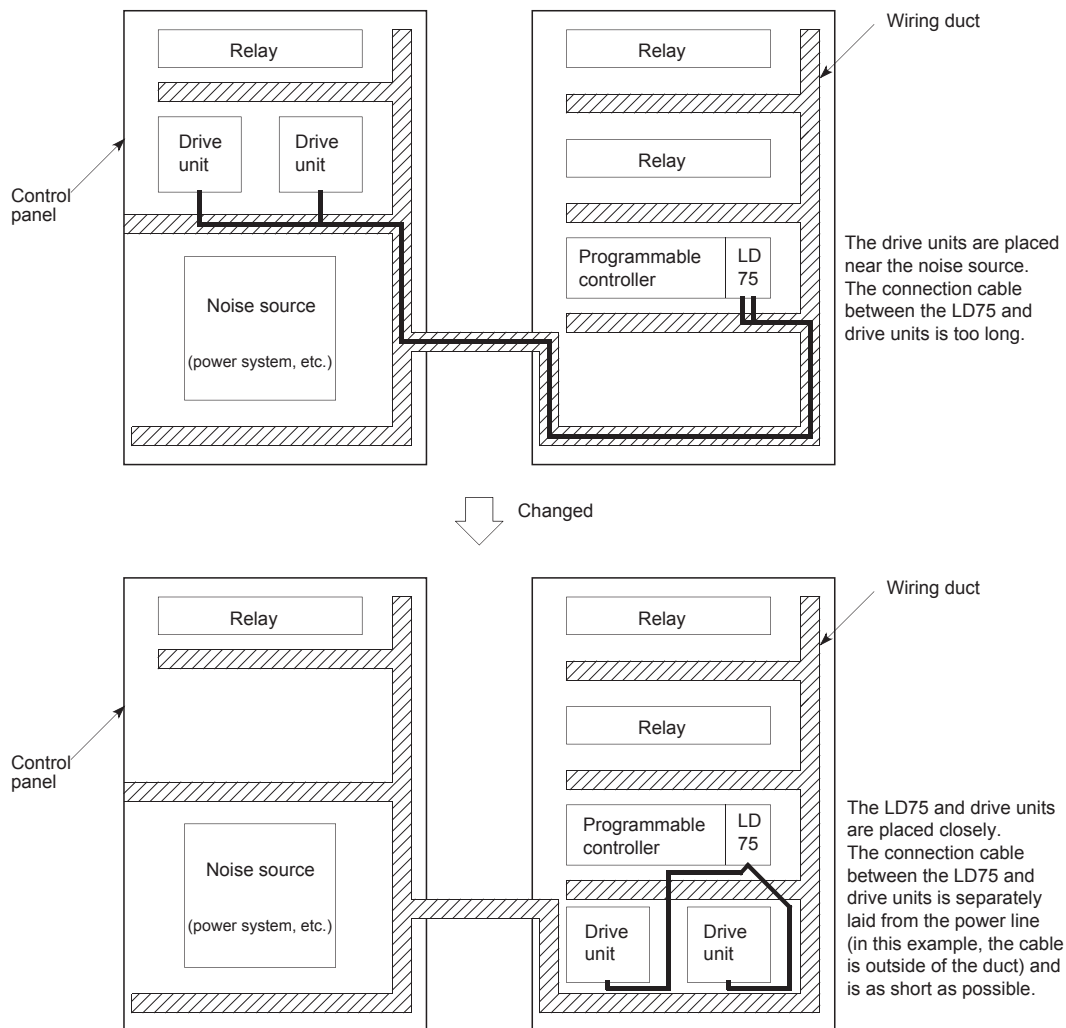 Wiring duct
Relay
Relay
Drive
unit
Drive
unit
Relay
Control
panel
Programmable
controller
LD
75
The drive units are placed
near the noise source.
The connection cable
between the LD75 and
drive units is too long.
Noise source
(power system, etc.)
Changed
Wiring duct
Relay
Relay
Relay
Control
panel
Programmable
controller
LD
75
The LD75 and drive units
are placed closely.
The connection cable
between the LD75 and
drive units is separately
laid from the power line
(in this example, the cable
is outside of the duct) and
is as short as possible.
Noise source
(power system, etc.)
Drive
unit
Drive
unit